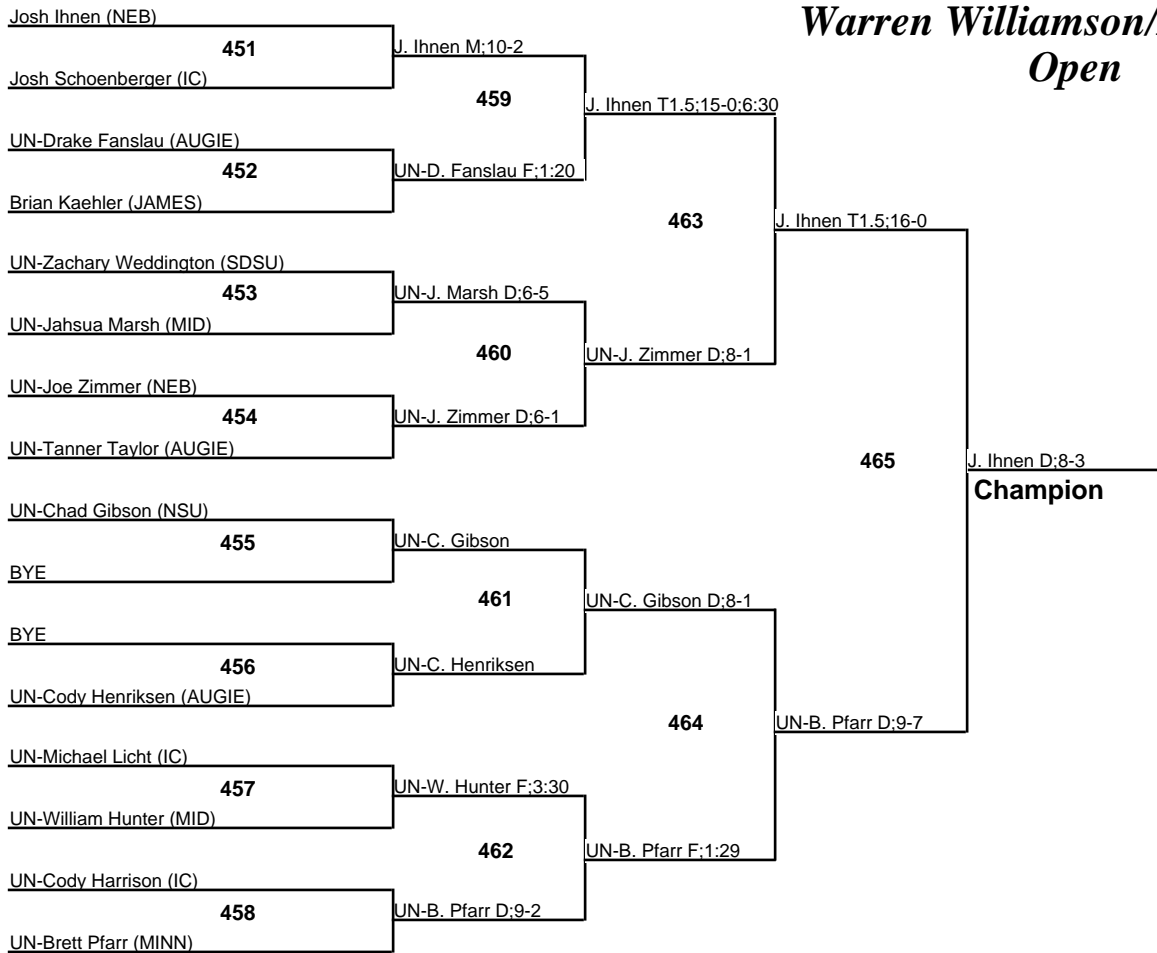 Warren Williamson/
Open
Josh Ihnen (NEB)
451
Josh Schoenberger (IC)
J. Ihnen M;10-2
459
UN-Drake Fanslau (AUGIE)
452
Brian Kaehler (JAMES)
UN-D. Fanslau F;1:20
J. Ihnen T1.5;15-0;6:30
463
UN-Zachary Weddington (SDSU)
453
UN-Jahsua Marsh (MID)
UN-J. Marsh D;6-5
460
UN-Joe Zimmer (NEB)
454
UN-Tanner Taylor (AUGIE)
UN-J. Zimmer D;6-1
UN-J. Zimmer D;8-1
J. Ihnen T1.5;16-0
465
J. Ihnen D;8-3
Champion
UN-Chad Gibson (NSU)
455
BYE
UN-C. Gibson
461
BYE
456
UN-Cody Henriksen (AUGIE)
UN-C. Henriksen
UN-C. Gibson D;8-1
464
UN-B. Pfarr D;9-7
UN-Michael Licht (IC)
457
UN-William Hunter (MID)
UN-W. Hunter F;3:30
462
UN-B. Pfarr F;1:29
UN-Cody Harrison (IC)
458
UN-Brett Pfarr (MINN)
UN-B. Pfarr D;9-2